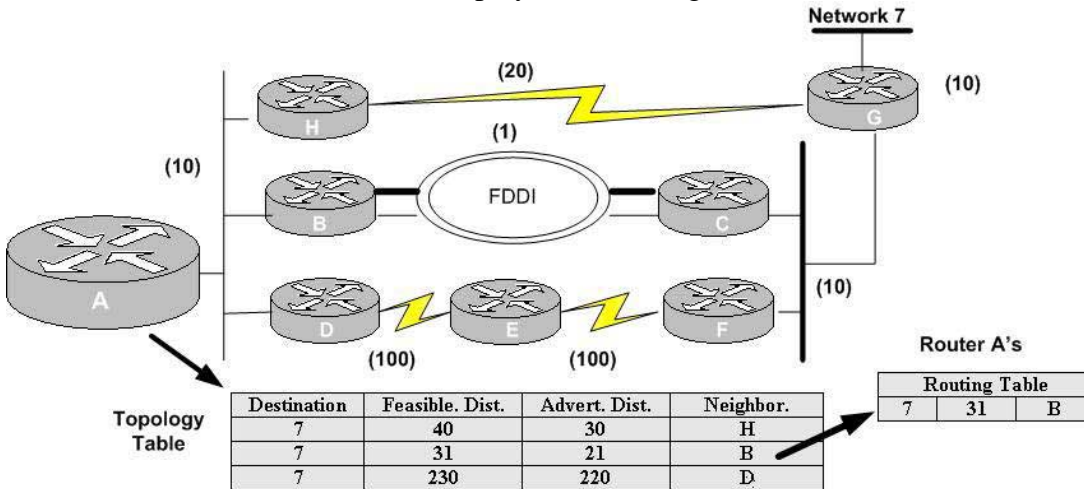 Network 7
(20)
(10)
H
G
(1)
(10)
FDDI
B
C
A
(10)
D
E
F
(100)
(100)
Router A's
Topology Table
Routing Table
7 31 B
Destination Feasible. Dist. Advert. Dist. Neighbor.
7 40 30 H
7 31 21 B
7 230 220 D